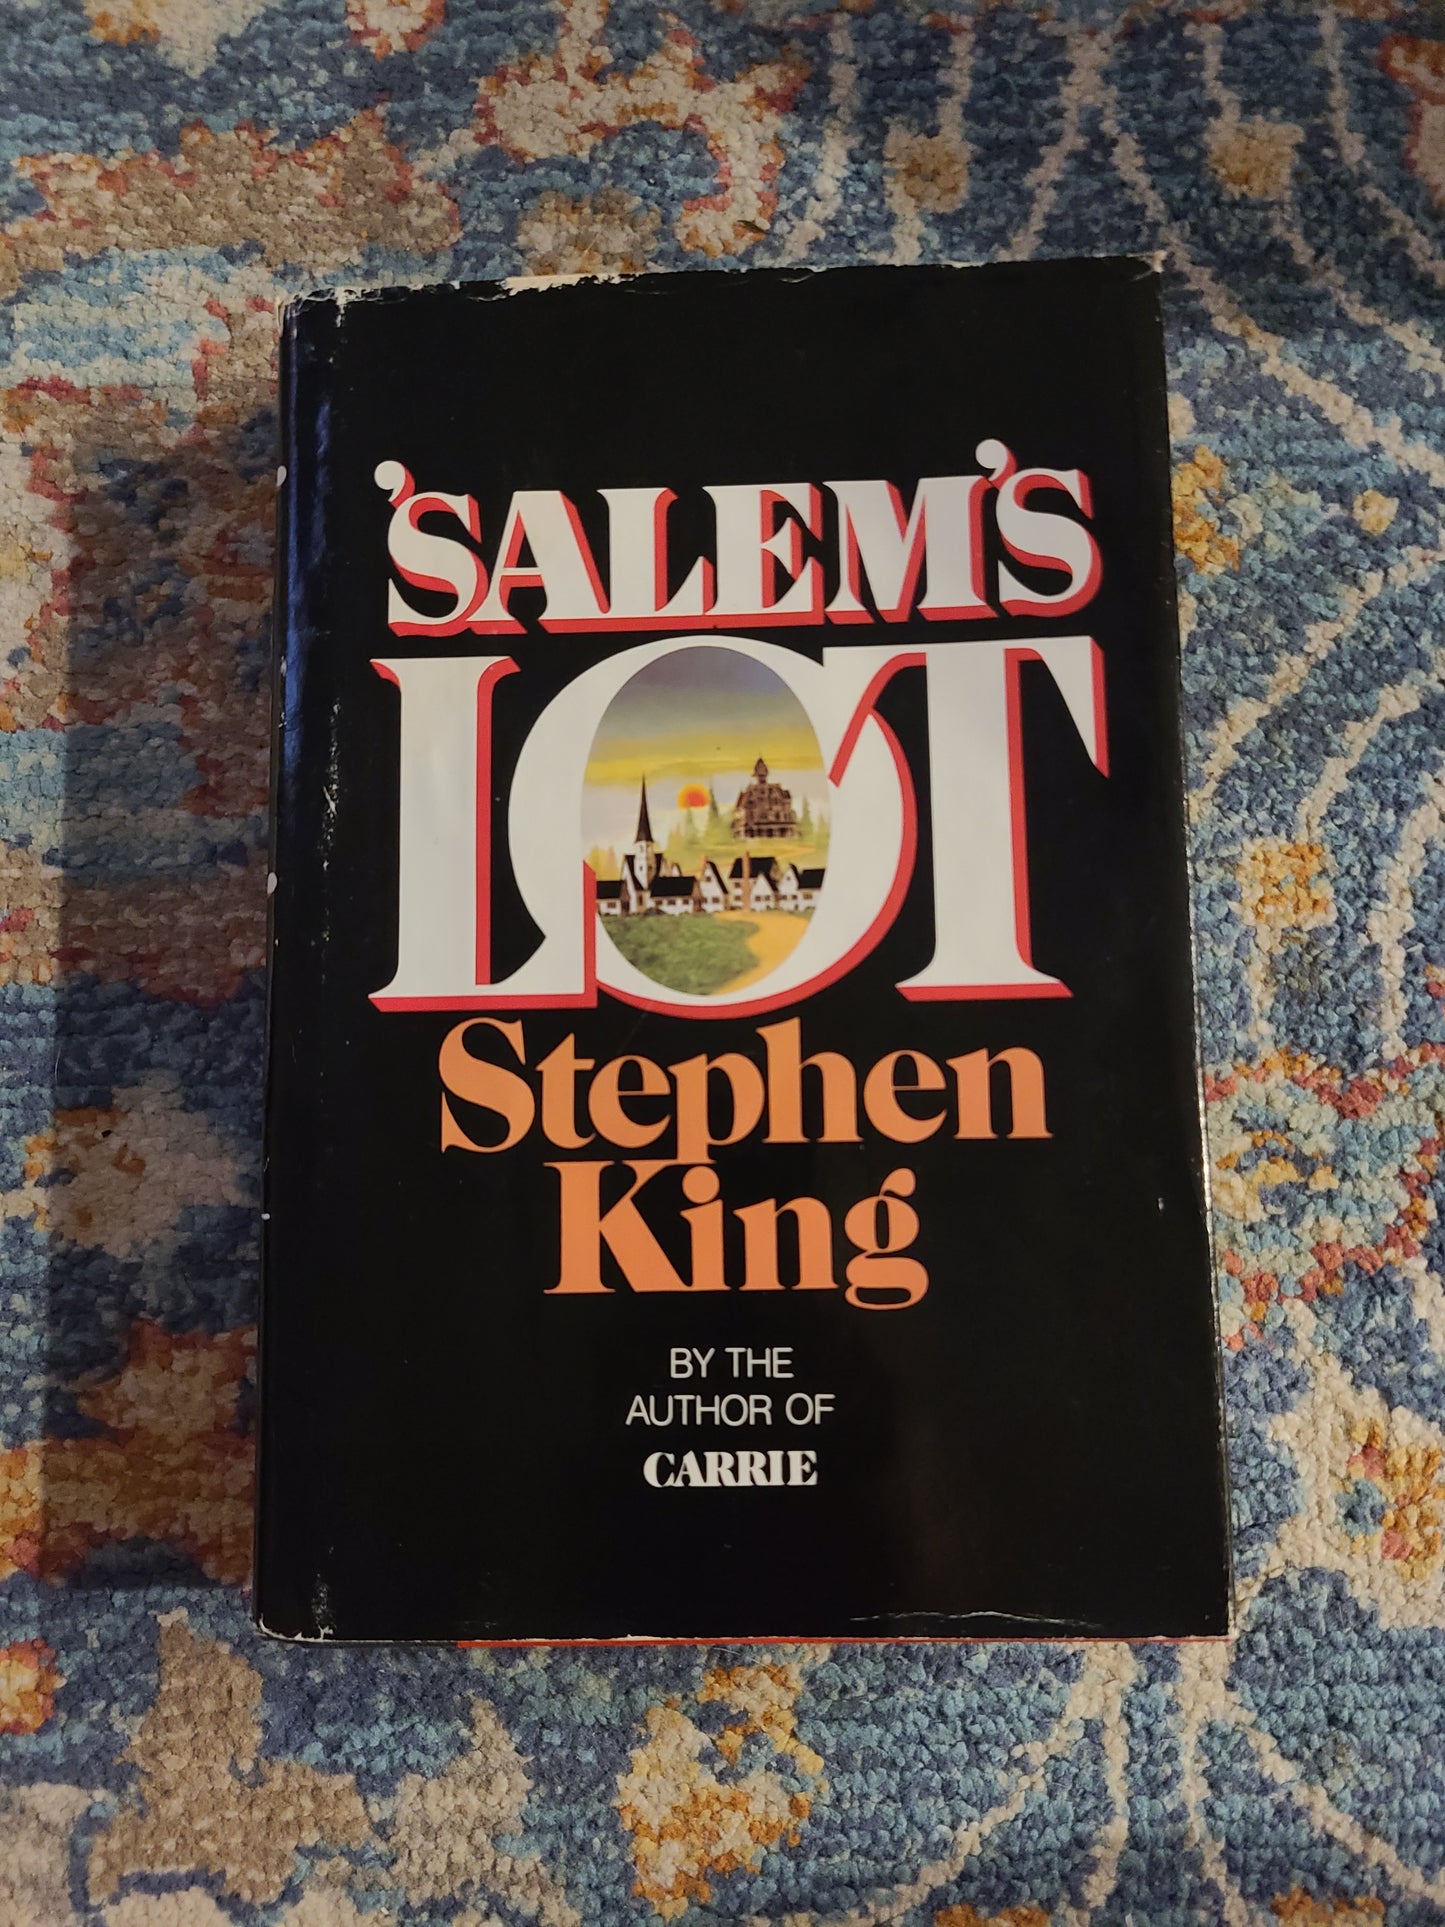 'SALEM'S
LOT
Stephen
King
BY THE
AUTHOR OF
CARRIE